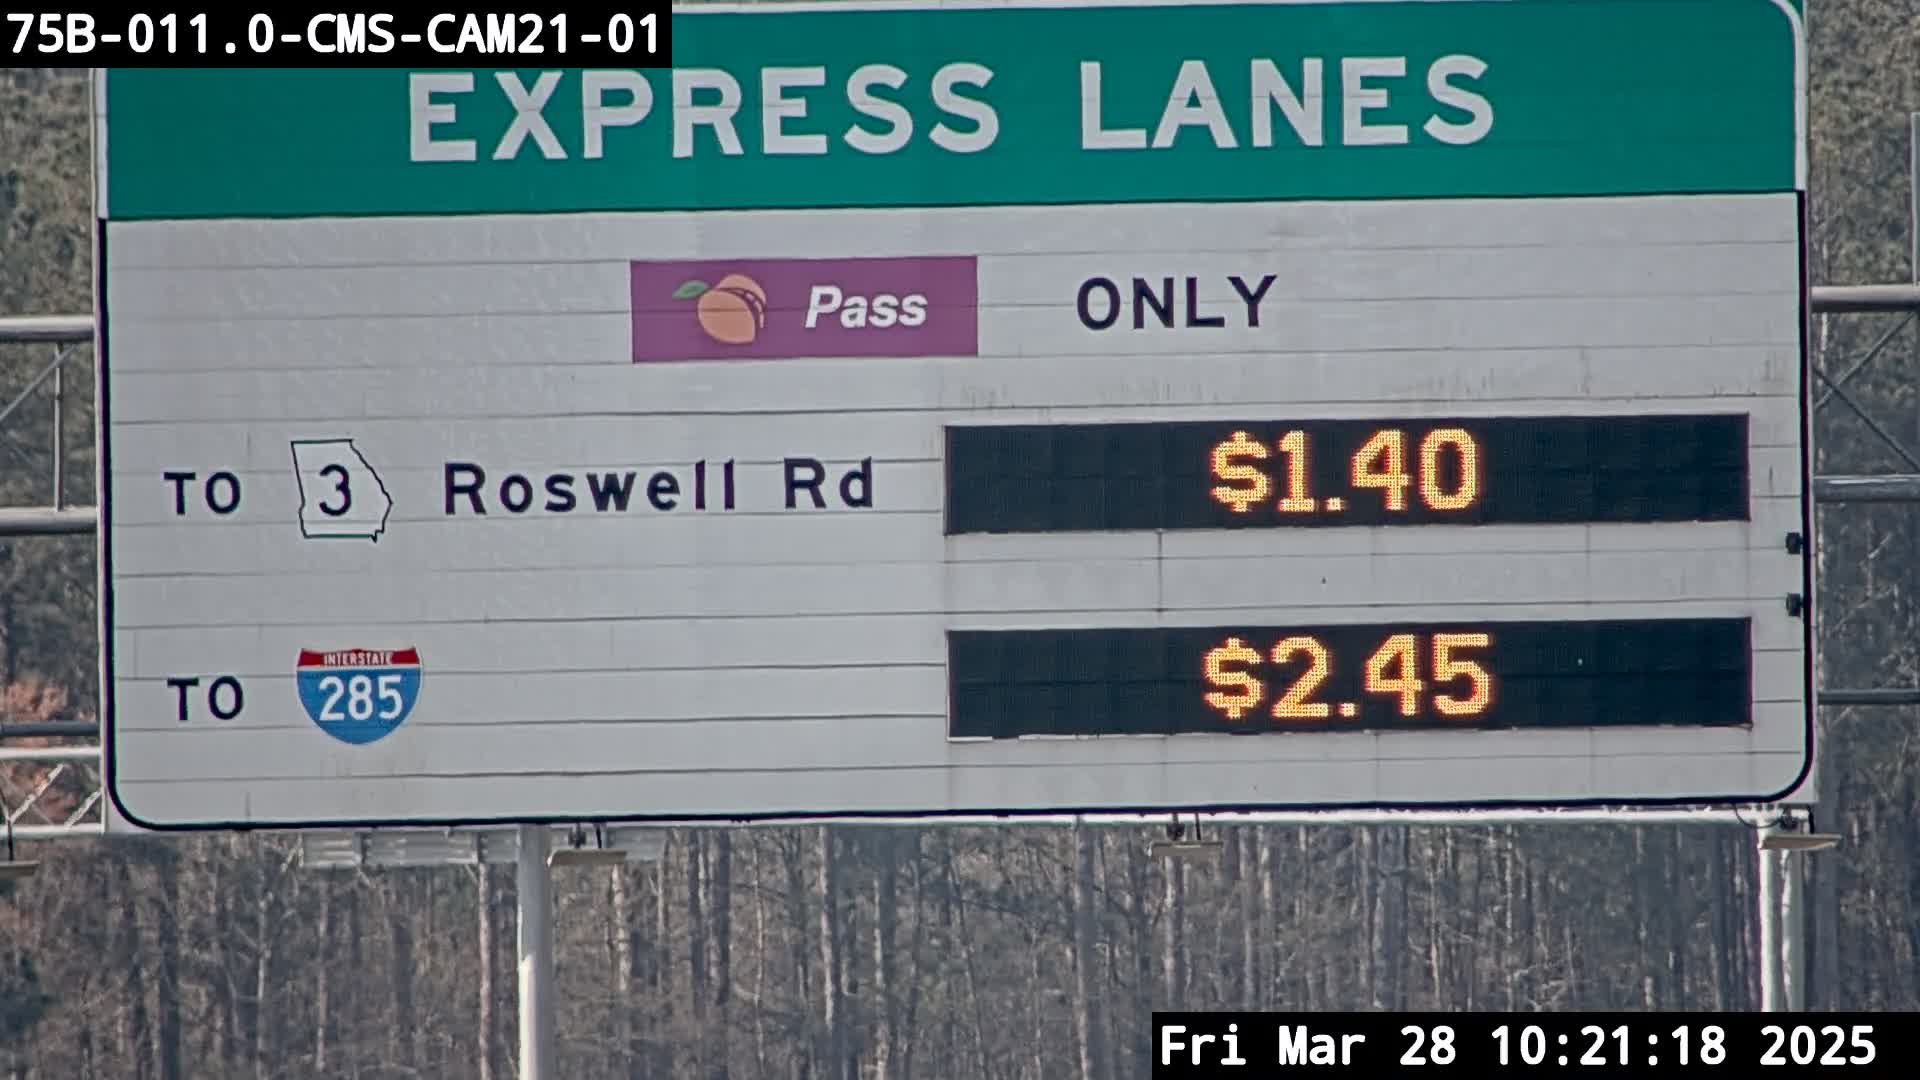 75B-011.0-CMS-CAM21-01
EXPRESS LANES
Pass ONLY
TO 3 Roswell Rd $1.40
INTERSTATE
TO 285 $2.45
Fri Mar 28 10:21:18 2025